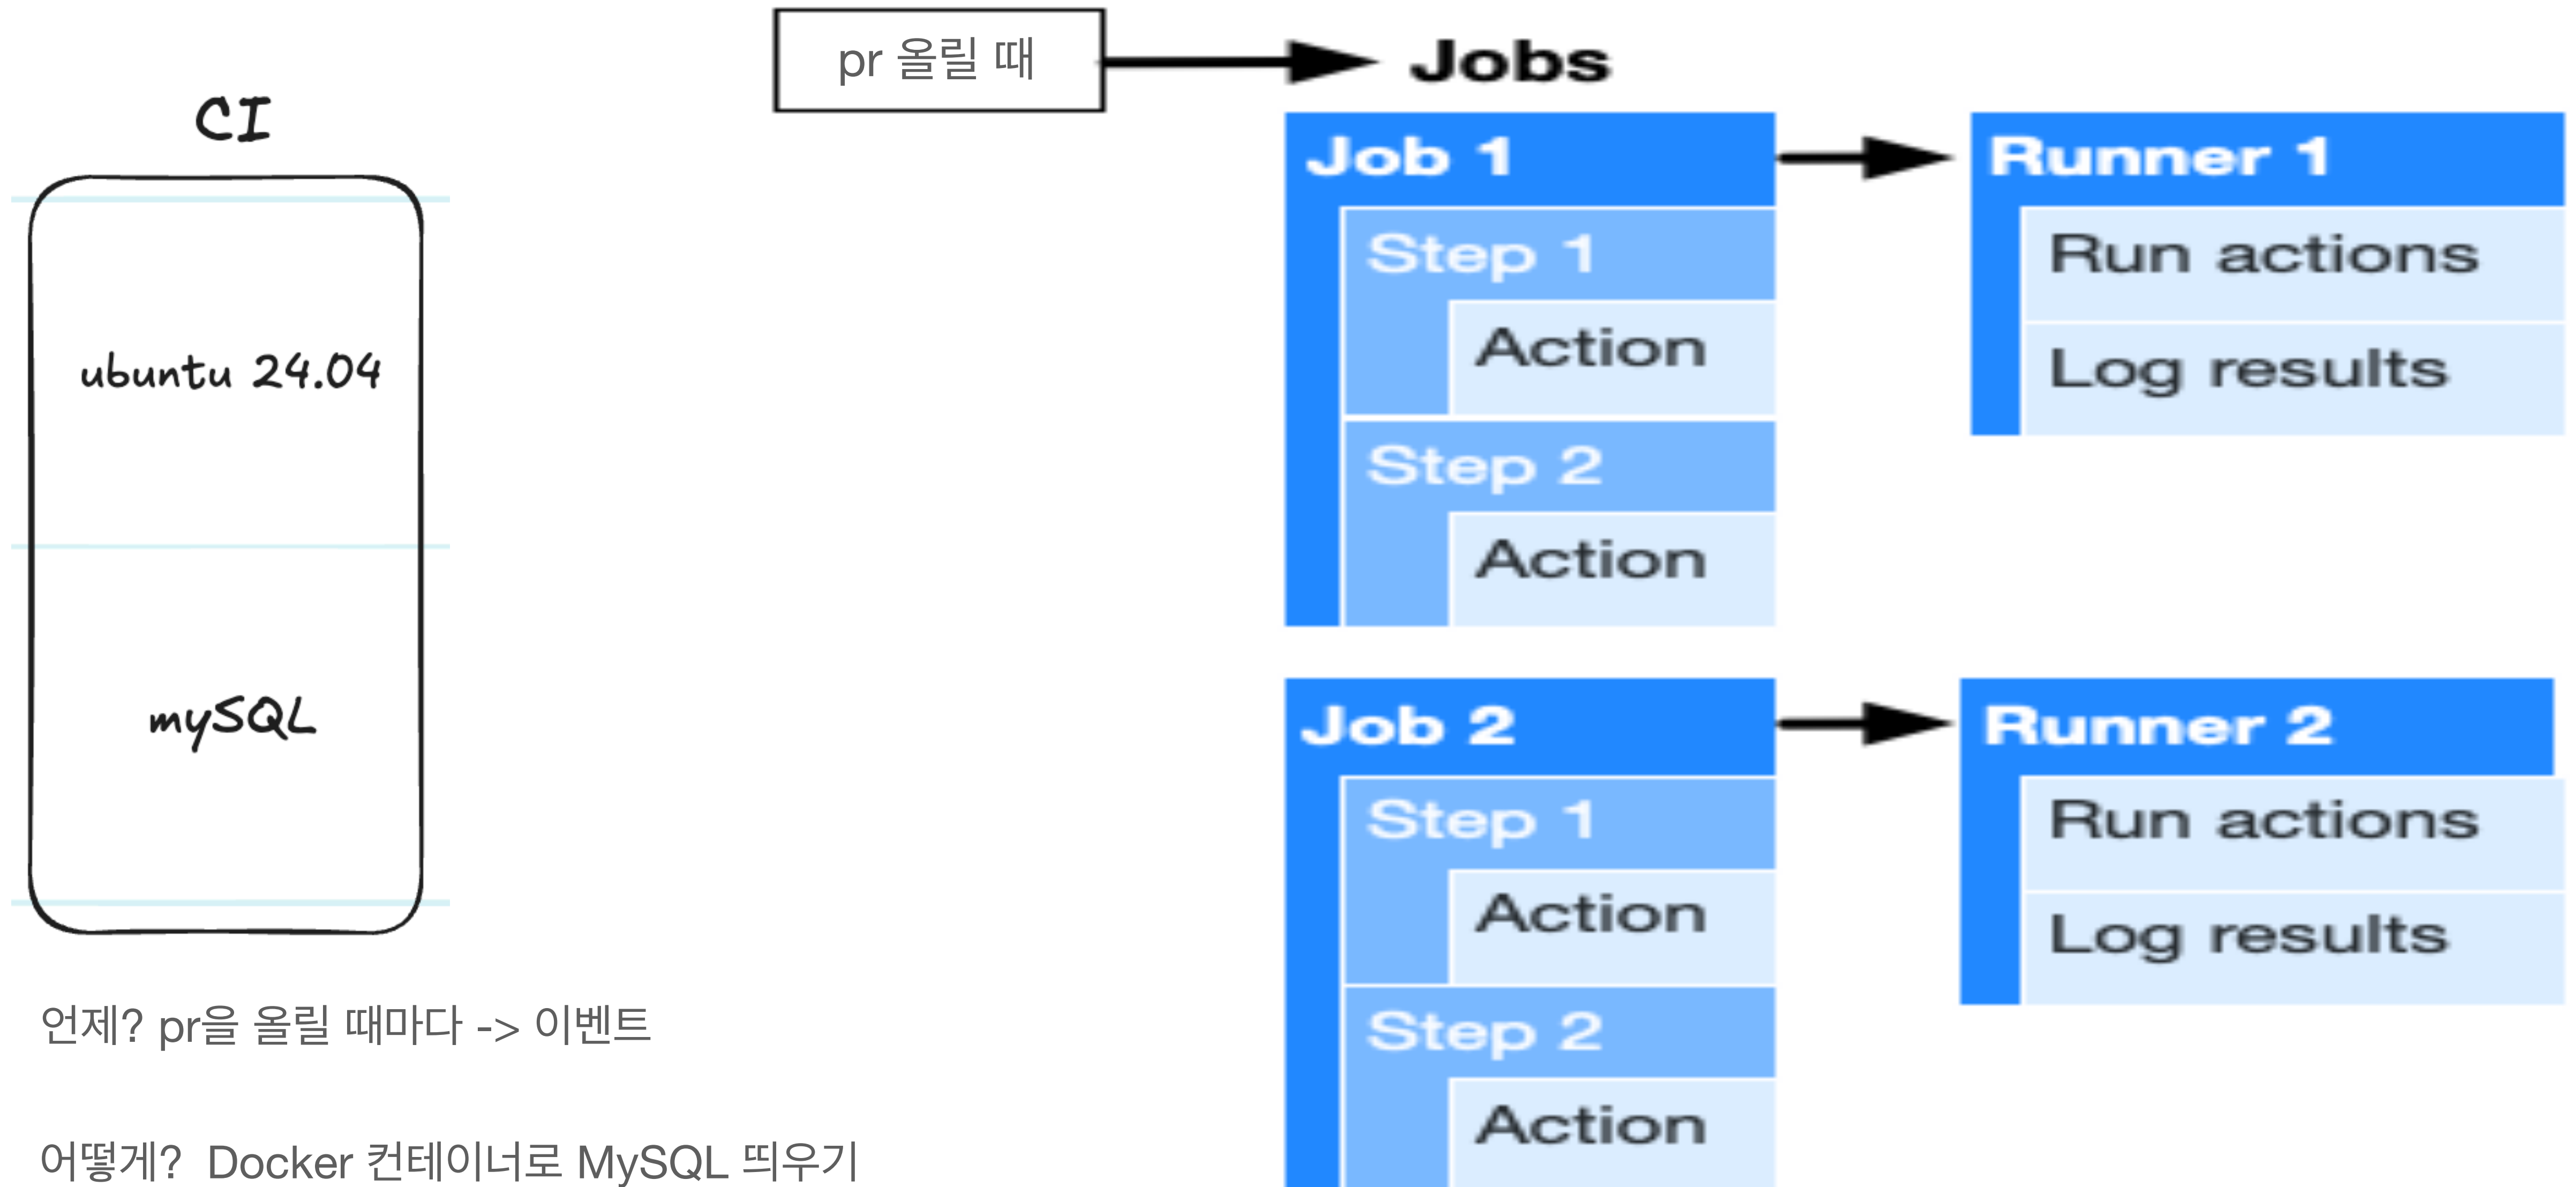 CI
ubuntu 24.04
mySQL
언제? pr을 올릴 때마다 -> 이벤트
어떻게? Docker 컨테이너로 MySQL 띄우기
pr 올릴 때
Jobs
Job 1
Step 1
Action
Step 2
Action
Runner 1
Run actions
Log results
Job 2
Step 1
Action
Step 2
Action
Runner 2
Run actions
Log results